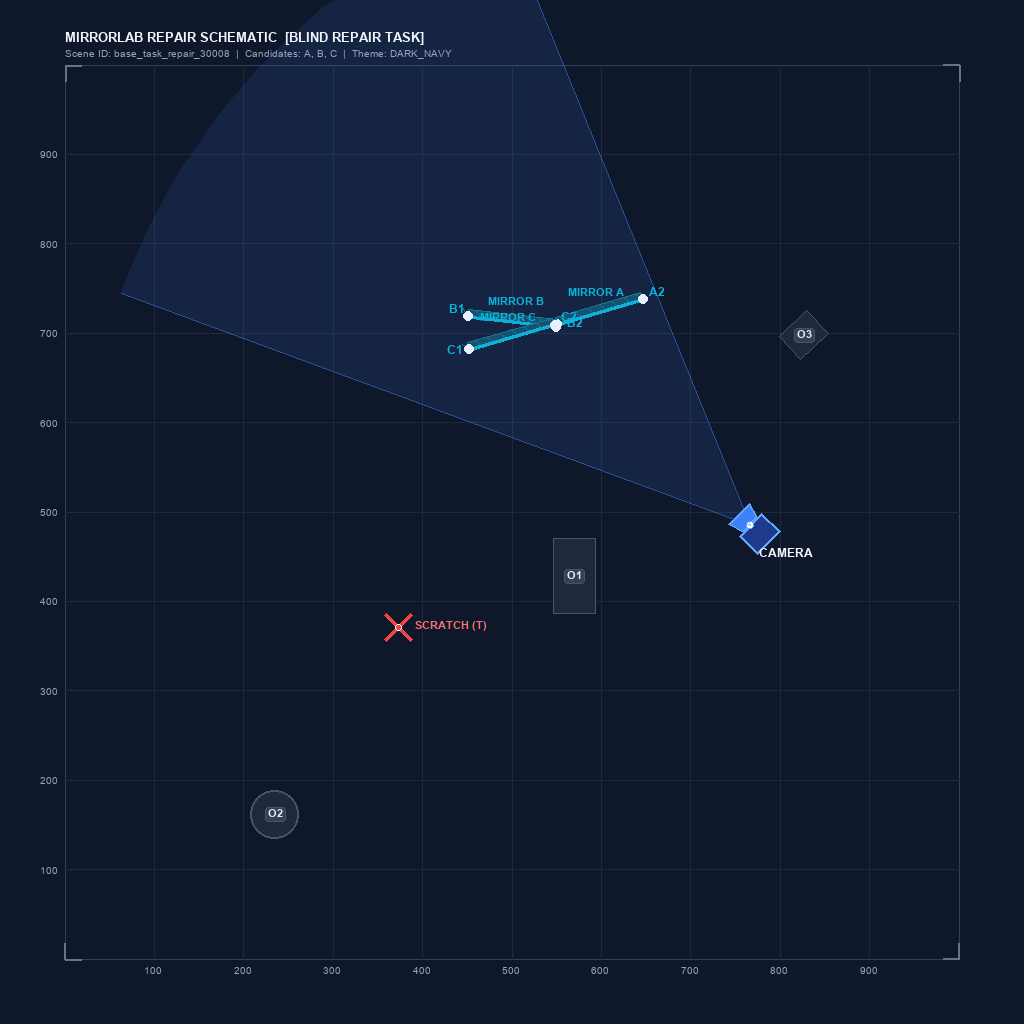 MIRRORLAB REPAIR SCHEMATIC [BLIND REPAIR TASK]
Scene ID: base_task_repair_30008 | Candidates: A, B, C | Theme: DARK_NAVY
900
800
700
600
500
400
300
200
100
MIRROR A
A2
MIRROR B
B1
MIRROR C
C2
B2
C1
O3
CAMERA
O1
SCRATCH (T)
O2
100
200
300
400
500
600
700
800
900